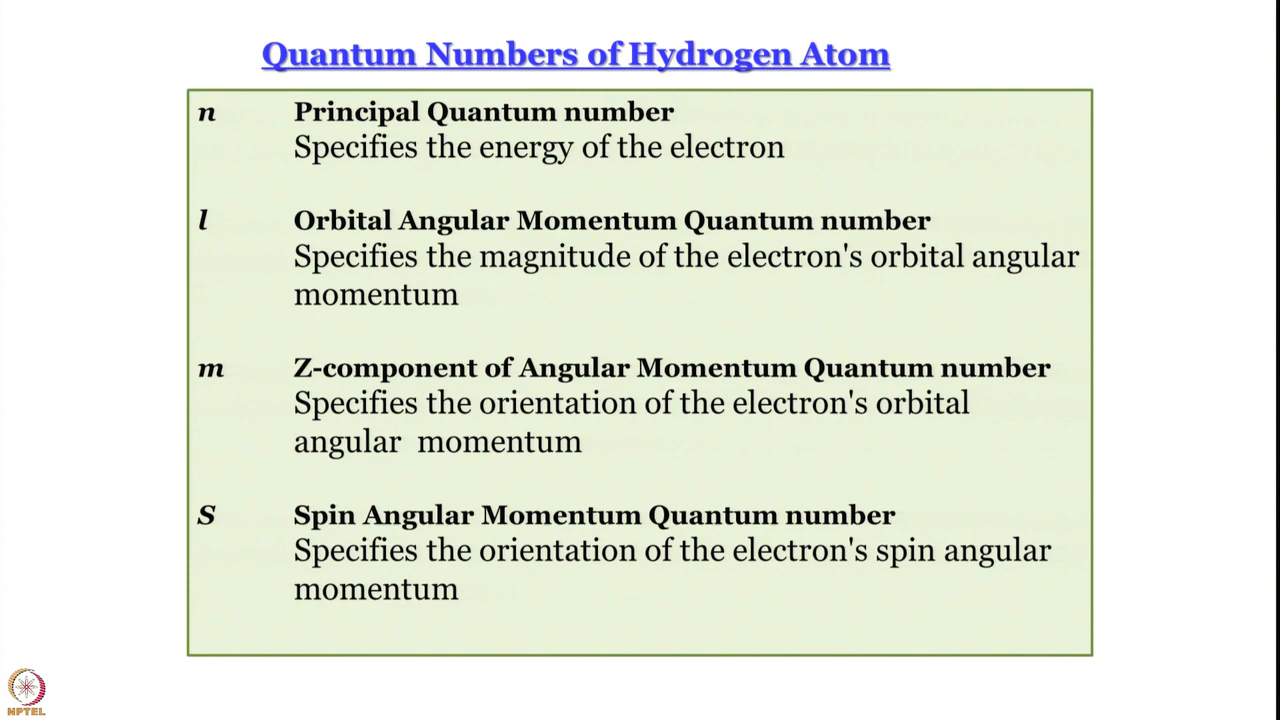 Quantum Numbers of Hydrogen Atom
n Principal Quantum number
Specifies the energy of the electron
l Orbital Angular Momentum Quantum number
Specifies the magnitude of the electron's orbital angular
momentum
m Z-component of Angular Momentum Quantum number
Specifies the orientation of the electron's orbital
angular momentum
S Spin Angular Momentum Quantum number
Specifies the orientation of the electron's spin angular
momentum
NPTEL